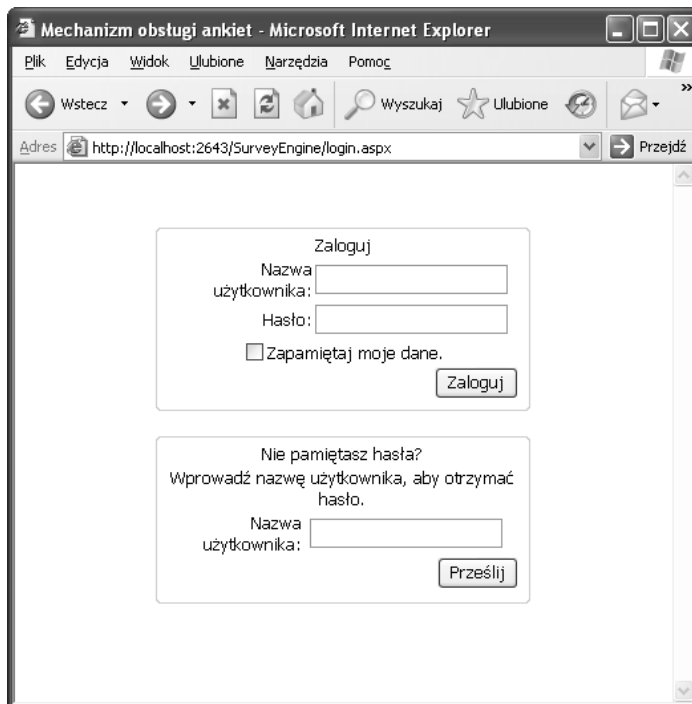 Mechanizm obsługi ankiet - Microsoft Internet Explorer
Plik Edycja Widok Ulubione Narzędzia Pomoc
Wstecz Wyszukaj Ulubione »
Adres http://localhost:2643/SurveyEngine/login.aspx Przejdź
Zaloguj
Nazwa
użytkownika:
Hasło:
Zapamiętaj moje dane.
Zaloguj
Nie pamiętasz hasła?
Wprowadź nazwę użytkownika, aby otrzymać
hasło.
Nazwa
użytkownika:
Prześlij